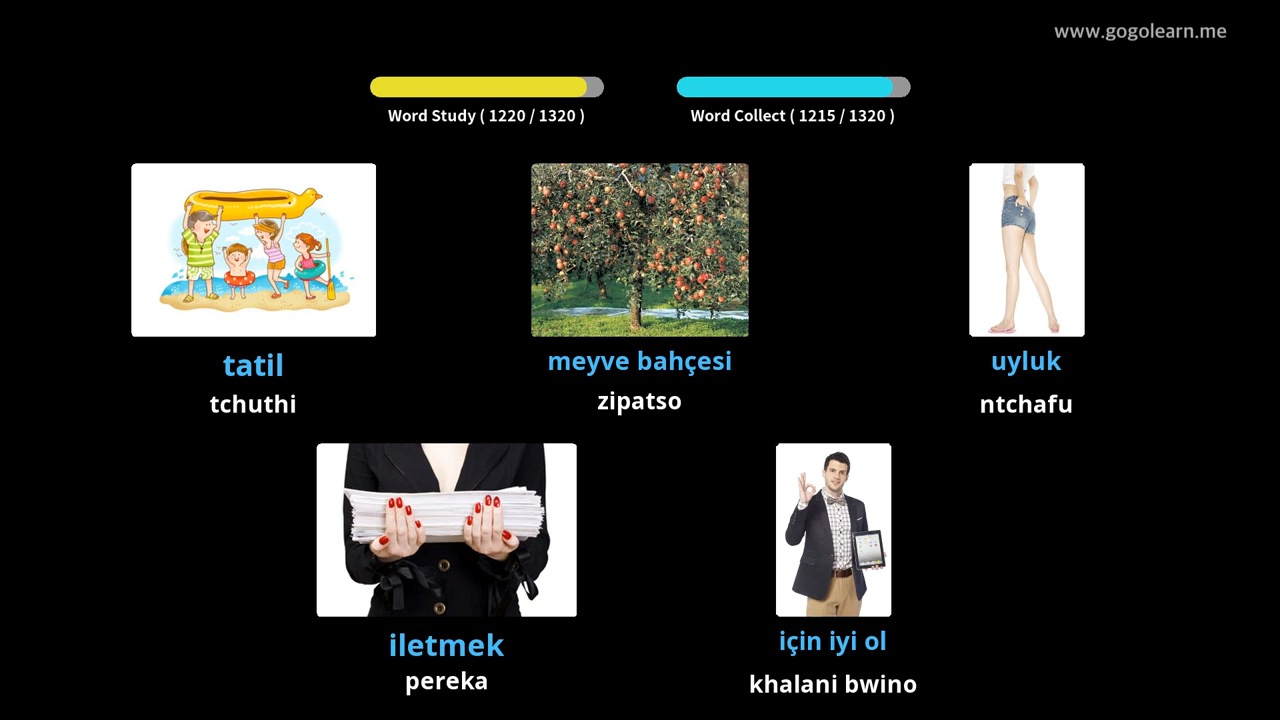 www.gogolearn.me
Word Study ( 1220 / 1320 )
Word Collect ( 1215 / 1320 )
tatil
tchuthi
meyve bahçesi
zipatso
uyluk
ntchafu
iletmek
pereka
için iyi ol
khalani bwino